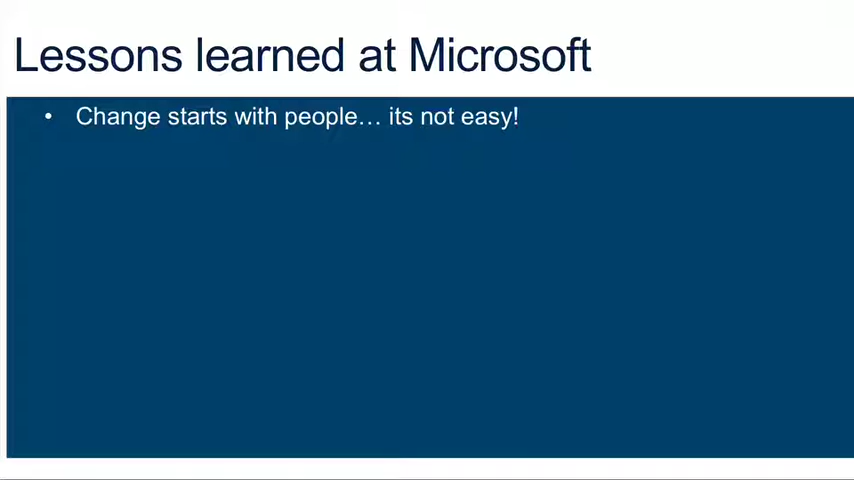 Lessons learned at Microsoft
• Change starts with people… its not easy!